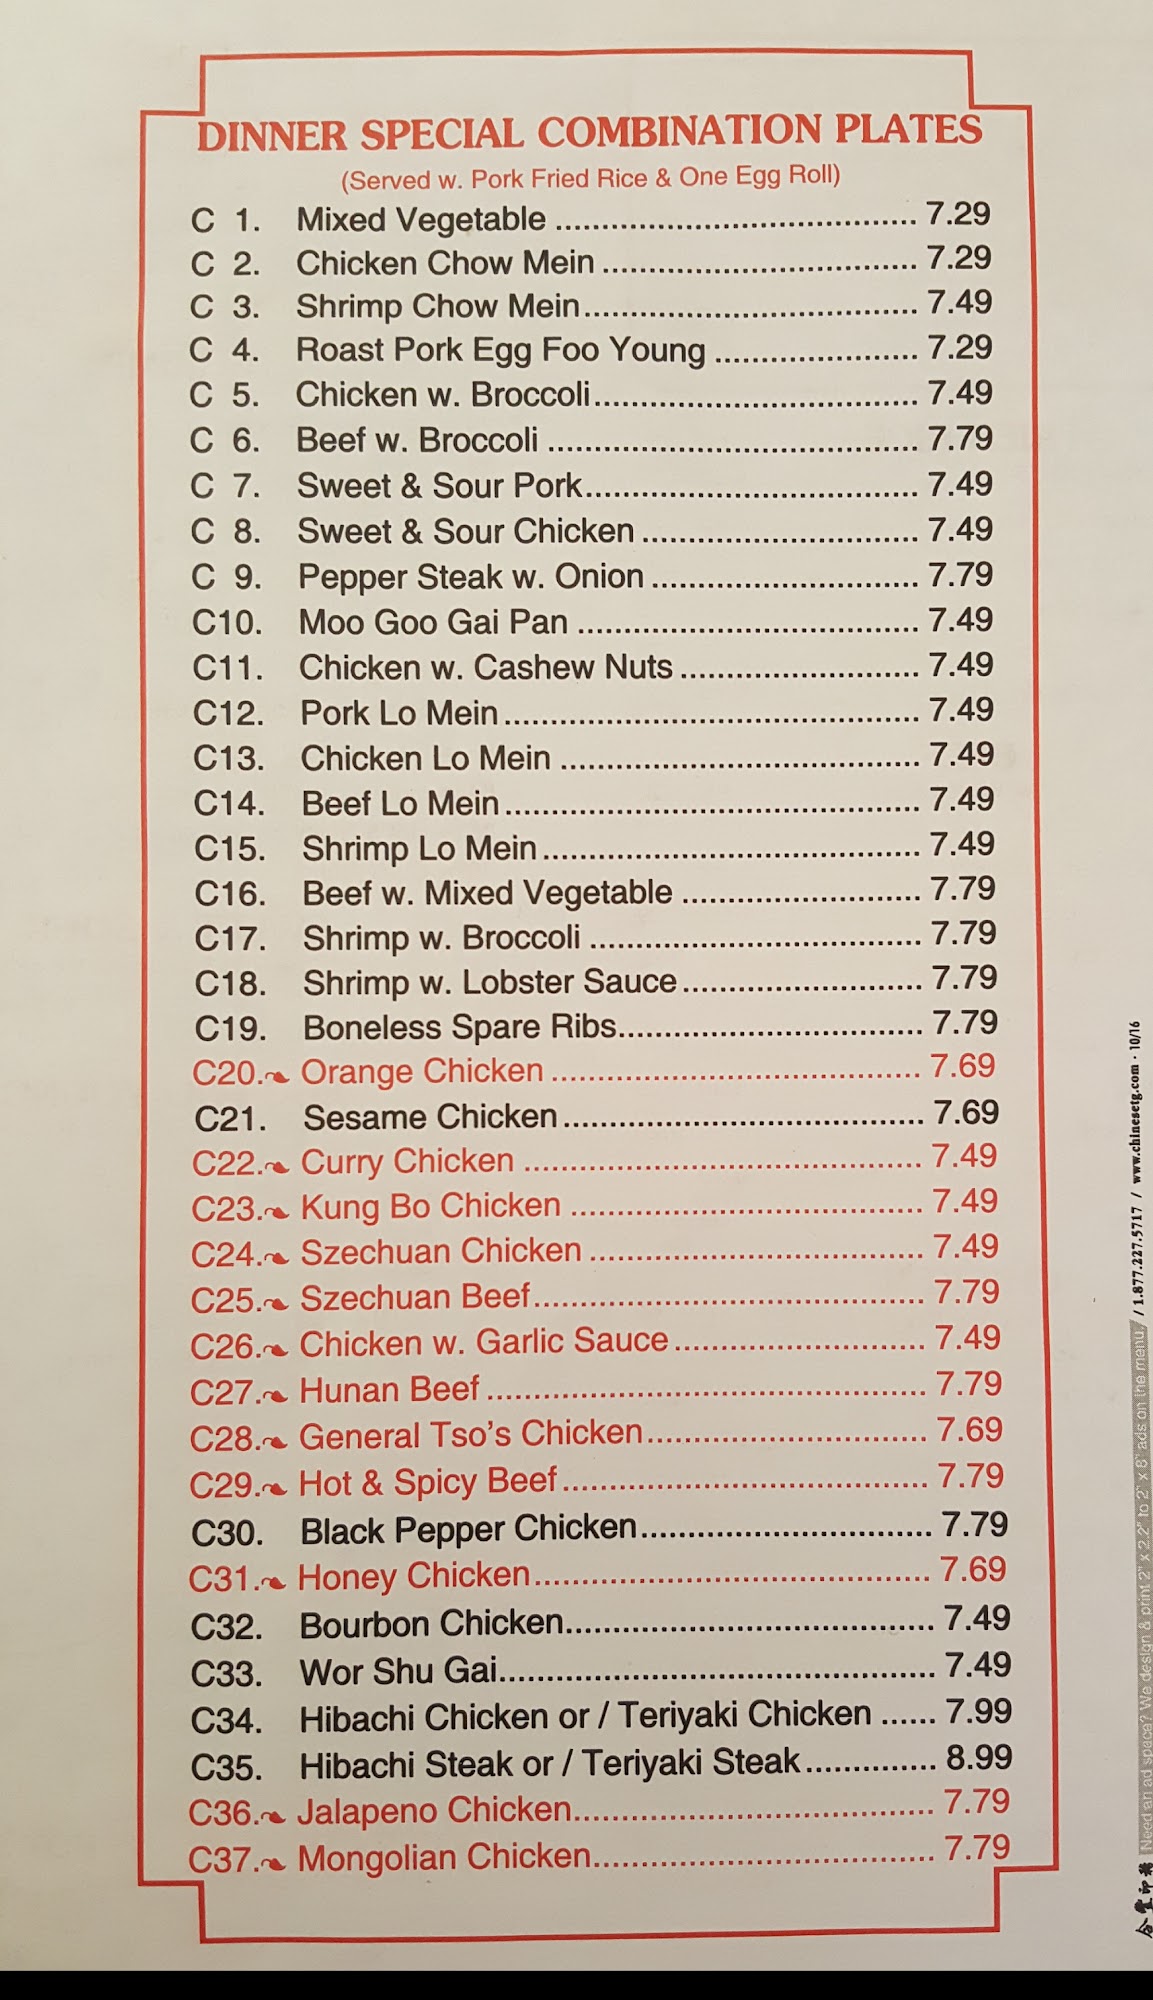 DINNER SPECIAL COMBINATION PLATES
(Served w. Pork Fried Rice & One Egg Roll)
C 1. Mixed Vegetable ....................................... 7.29
C 2. Chicken Chow Mein .................................. 7.29
C 3. Shrimp Chow Mein.................................... 7.49
C 4. Roast Pork Egg Foo Young ...................... 7.29
C 5. Chicken w. Broccoli................................... 7.49
C 6. Beef w. Broccoli ........................................ 7.79
C 7. Sweet & Sour Pork.................................... 7.49
C 8. Sweet & Sour Chicken .............................. 7.49
C 9. Pepper Steak w. Onion ............................. 7.79
C10. Moo Goo Gai Pan ..................................... 7.49
C11. Chicken w. Cashew Nuts .......................... 7.49
C12. Pork Lo Mein............................................. 7.49
C13. Chicken Lo Mein ....................................... 7.49
C14. Beef Lo Mein............................................. 7.49
C15. Shrimp Lo Mein......................................... 7.49
C16. Beef w. Mixed Vegetable .......................... 7.79
C17. Shrimp w. Broccoli .................................... 7.79
C18. Shrimp w. Lobster Sauce.......................... 7.79
C19. Boneless Spare Ribs................................. 7.79
C20. Orange Chicken ........................................ 7.69
C21. Sesame Chicken....................................... 7.69
C22. Curry Chicken ........................................... 7.49
C23. Kung Bo Chicken ...................................... 7.49
C24. Szechuan Chicken .................................... 7.49
C25. Szechuan Beef.......................................... 7.79
C26. Chicken w. Garlic Sauce........................... 7.49
C27. Hunan Beef ............................................... 7.79
C28. General Tso's Chicken.............................. 7.69
C29. Hot & Spicy Beef....................................... 7.79
C30. Black Pepper Chicken............................... 7.79
C31. Honey Chicken.......................................... 7.69
C32. Bourbon Chicken....................................... 7.49
C33. Wor Shu Gai.............................................. 7.49
C34. Hibachi Chicken or / Teriyaki Chicken ...... 7.99
C35. Hibachi Steak or / Teriyaki Steak.............. 8.99
C36. Jalapeno Chicken...................................... 7.79
C37. Mongolian Chicken.................................... 7.79
Need an ad space? We design & print 2" x 2.2" to 2" x 6" ads on the menu. / 1.877.227.5717 / www.chinesetg.com · 10/16